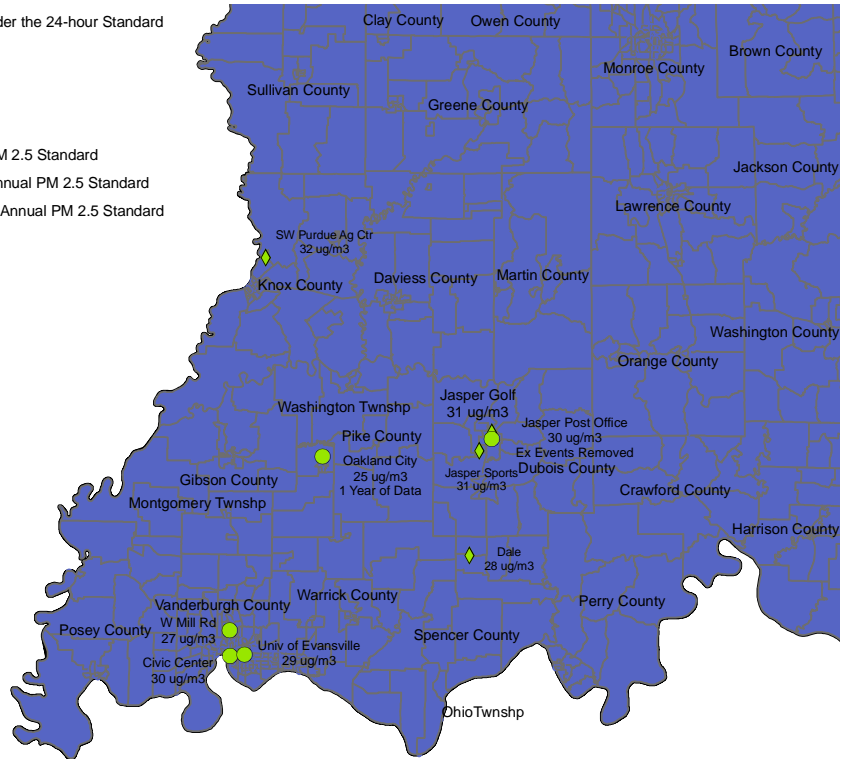 der the 24-hour Standard
M 2.5 Standard
nnual PM 2.5 Standard
Annual PM 2.5 Standard
Clay County
Owen County
Brown County
Monroe County
Sullivan County
Greene County
Jackson County
Lawrence County
SW Purdue Ag Ctr
32 ug/m3
Knox County
Daviess County
Martin County
Washington County
Orange County
Washington Twnshp
Jasper Golf
31 ug/m3
Jasper Post Office
30 ug/m3
Ex Events Removed
Pike County
Oakland City
25 ug/m3
1 Year of Data
Jasper Sports
31 ug/m3
Dubois County
Gibson County
Montgomery Twnshp
Crawford County
Harrison County
Dale
28 ug/m3
Warrick County
Perry County
Vanderburgh County
W Mill Rd
27 ug/m3
Posey County
Spencer County
Univ of Evansville
29 ug/m3
Civic Center
30 ug/m3
OhioTwnshp